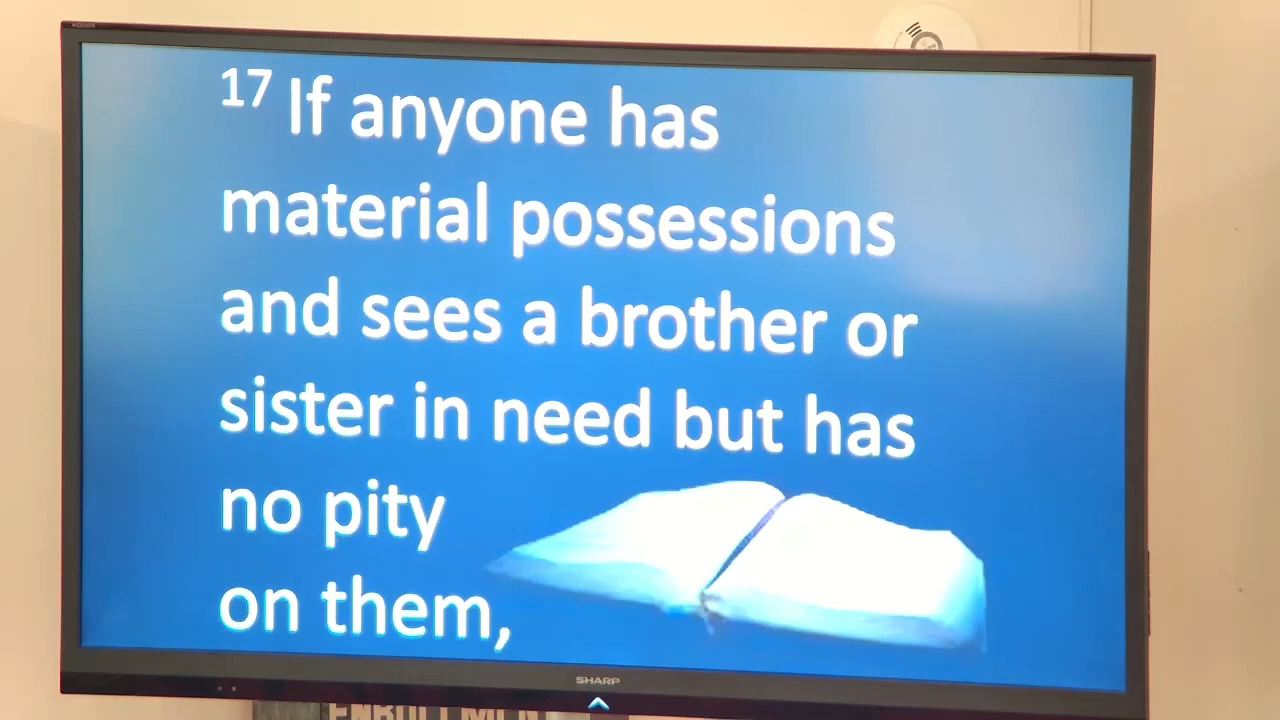 AQUOS
17 If anyone has
material possessions
and sees a brother or
sister in need but has
no pity
on them,
SHARP